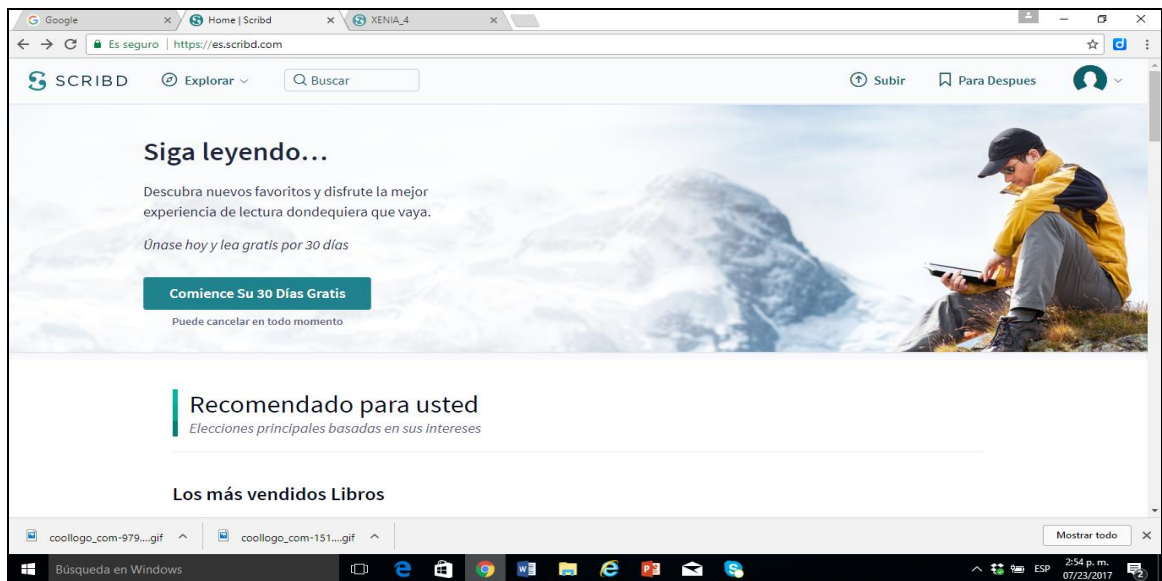 Google
Home | Scribd
XENIA_4
Es seguro | https://es.scribd.com
SCRIBD
Explorar
Buscar
Subir
Para Despues
Siga leyendo...
Descubra nuevos favoritos y disfrute la mejor
experiencia de lectura dondequiera que vaya.
Únase hoy y lea gratis por 30 días
Comience Su 30 Días Gratis
Puede cancelar en todo momento
Recomendado para usted
Elecciones principales basadas en sus intereses
Los más vendidos Libros
coollogo_com-979....gif
coollogo_com-151....gif
Mostrar todo
Búsqueda en Windows
ESP
2:54 p. m.
07/23/2017
2